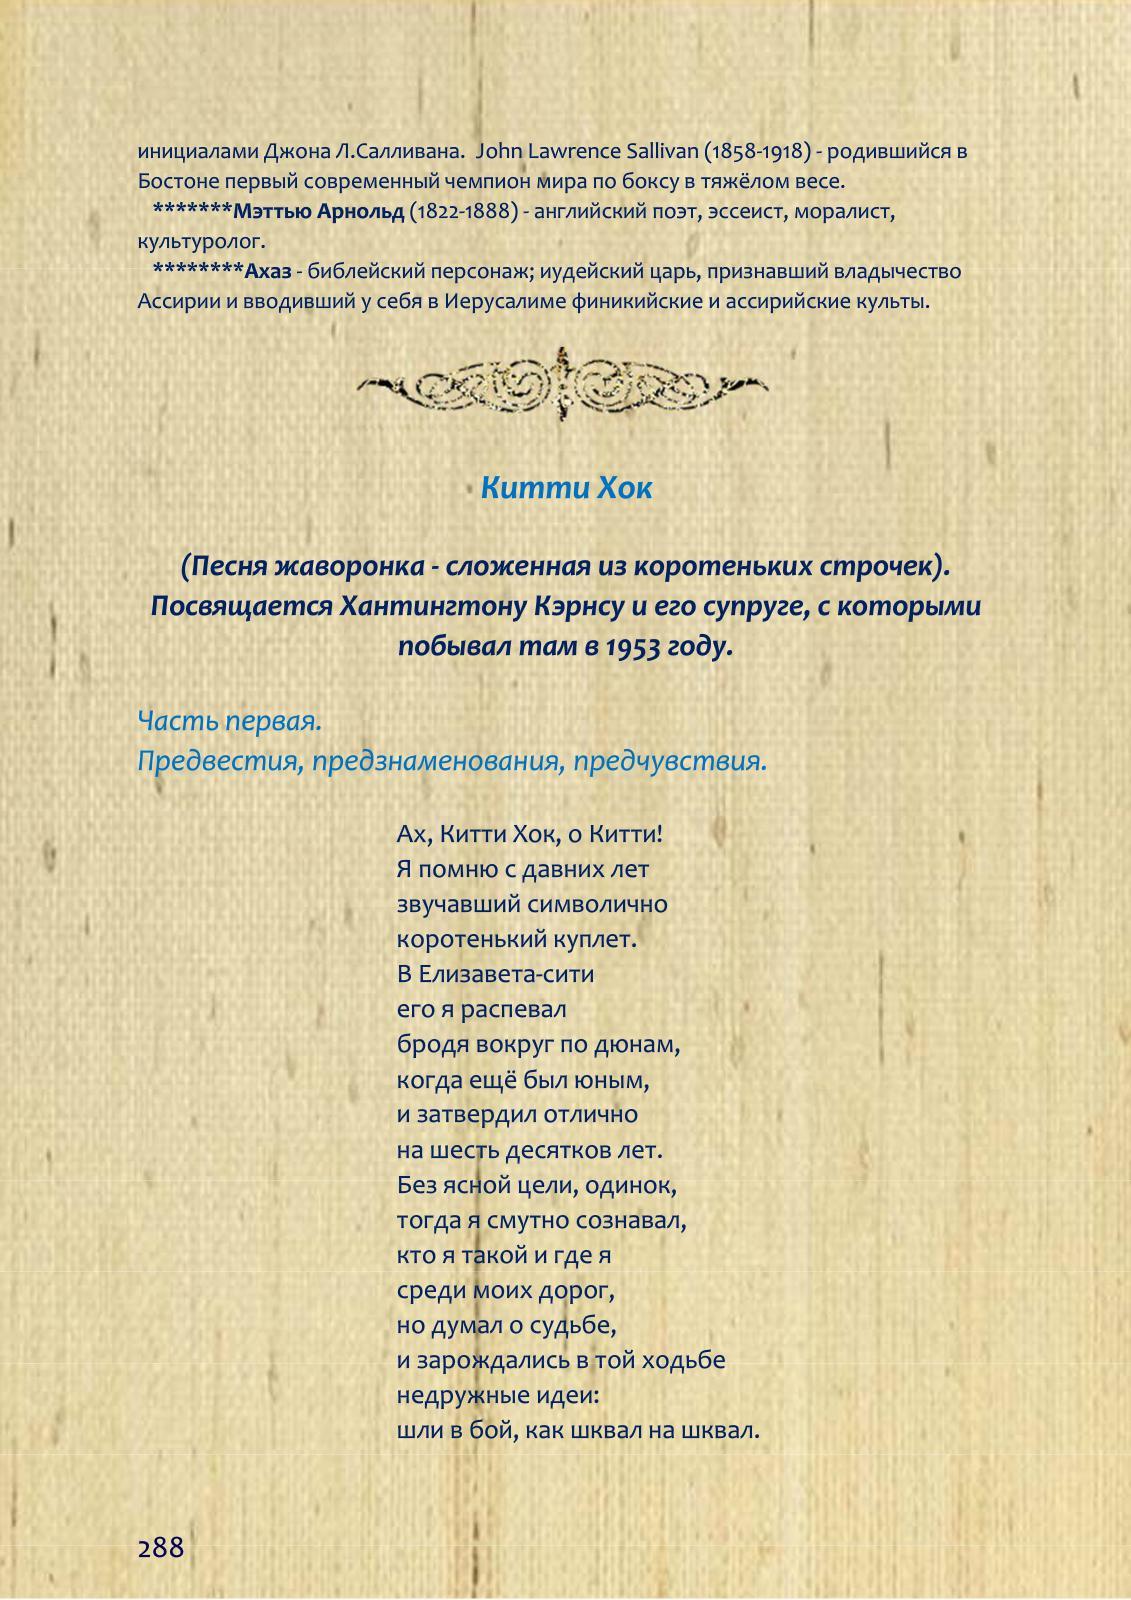 инициалами Джона Л.Салливана.  John Lawrence Sallivan (1858-1918) - родившийся в
Бостоне первый современный чемпион мира по боксу в тяжёлом весе.
*******Мэттью Арнольд (1822-1888) - английский поэт, эссеист, моралист,
культуролог.
********Ахаз - библейский персонаж; иудейский царь, признавший владычество
Ассирии и вводивший у себя в Иерусалиме финикийские и ассирийские культы.
Китти Хок
(Песня жаворонка - сложенная из коротеньких строчек).
Посвящается Хантингтону Кэрнсу и его супруге, с которыми
побывал там в 1953 году.
Часть первая.
Предвестия, предзнаменования, предчувствия.
Ах, Китти Хок, о Китти!
Я помню с давних лет
звучавший символично
коротенький куплет.
В Елизавета-сити
его я распевал
бродя вокруг по дюнам,
когда ещё был юным,
и затвердил отлично
на шесть десятков лет.
Без ясной цели, одинок,
тогда я смутно сознавал,
кто я такой и где я
среди моих дорог,
но думал о судьбе,
и зарождались в той ходьбе
недружные идеи:
шли в бой, как шквал на шквал.
288